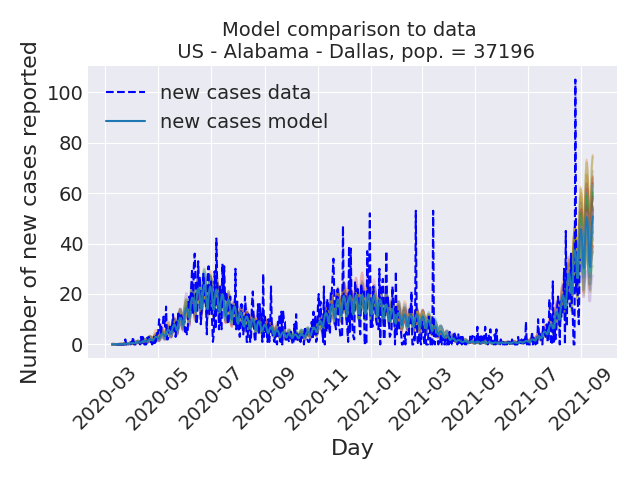 Model comparison to data
US - Alabama - Dallas, pop. = 37196
Number of new cases reported
100
80
60
40
20
0
new cases data
new cases model
2020-03
2020-05
2020-07
2020-09
2020-11
2021-01
2021-03
2021-05
2021-07
2021-09
Day